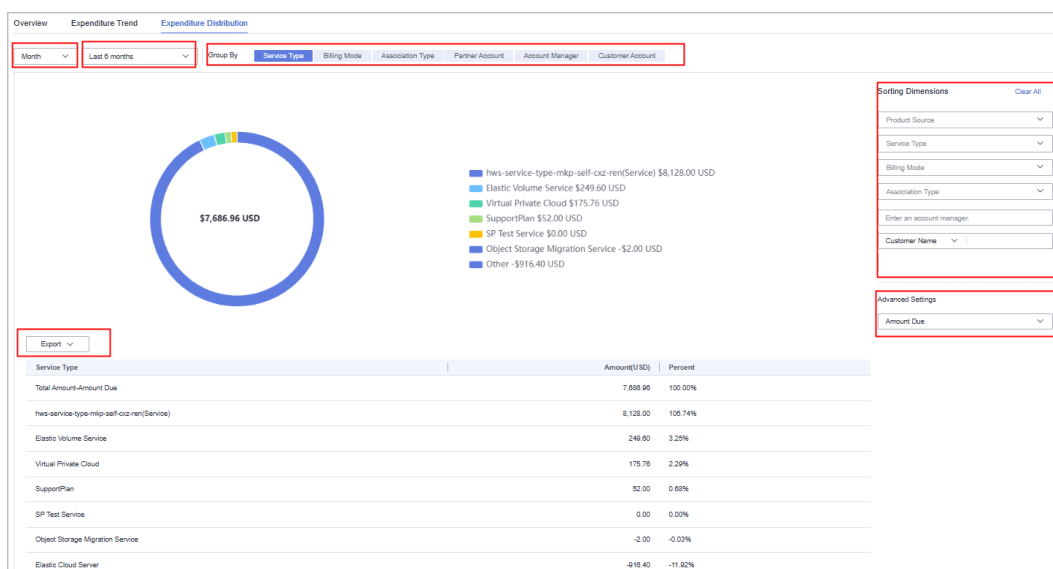 Overview Expenditure Trend Expenditure Distribution
Month Last 6 months Group By Service Type Billing Mode Association Type Partner Account Account Manager Customer Account
Sorting Dimensions Clear All
Product Source
Service Type
Billing Mode
Association Type
Enter an account manager.
Customer Name
Advanced Settings
Amount Due
$7,686.96 USD
hws-service-type-mkp-self-cxz-ren(Service) $8,128.00 USD
Elastic Volume Service $249.60 USD
Virtual Private Cloud $175.76 USD
SupportPlan $52.00 USD
SP Test Service $0.00 USD
Object Storage Migration Service -$2.00 USD
Other -$916.40 USD
Export
Service Type Amount(USD) Percent
Total Amount-Amount Due 7,686.96 100.00%
hws-service-type-mkp-self-cxz-ren(Service) 8,128.00 105.74%
Elastic Volume Service 249.60 3.25%
Virtual Private Cloud 175.76 2.29%
SupportPlan 52.00 0.68%
SP Test Service 0.00 0.00%
Object Storage Migration Service -2.00 -0.03%
Elastic Cloud Server -916.40 -11.92%